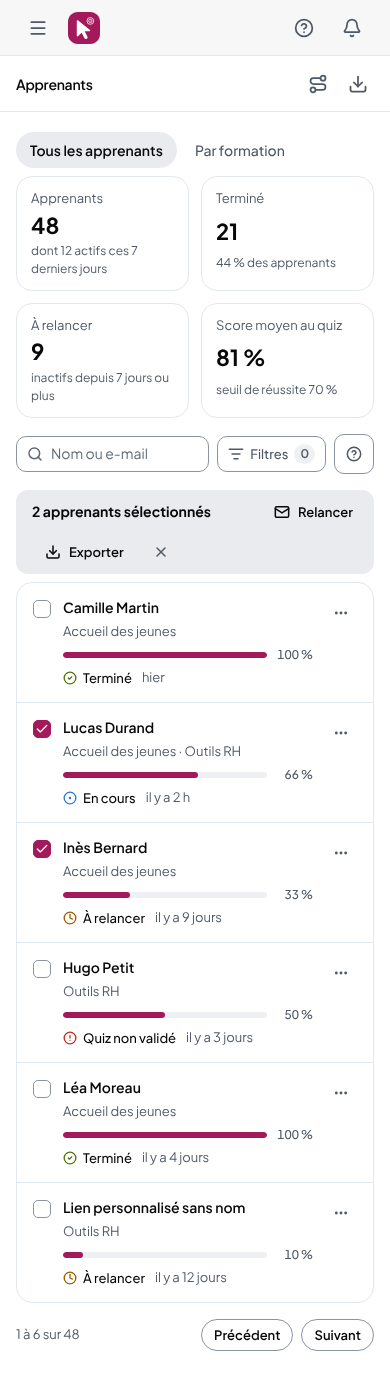 Apprenants
Tous les apprenants
Par formation
Apprenants
48
dont 12 actifs ces 7
derniers jours
Terminé
21
44 % des apprenants
À relancer
9
inactifs depuis 7 jours ou
plus
Score moyen au quiz
81 %
seuil de réussite 70 %
Nom ou e-mail
Filtres 0
2 apprenants sélectionnés
Relancer
Exporter
Camille Martin
Accueil des jeunes
100 %
Terminé hier
Lucas Durand
Accueil des jeunes · Outils RH
66 %
En cours il y a 2 h
Inès Bernard
Accueil des jeunes
33 %
À relancer il y a 9 jours
Hugo Petit
Outils RH
50 %
Quiz non validé il y a 3 jours
Léa Moreau
Accueil des jeunes
100 %
Terminé il y a 4 jours
Lien personnalisé sans nom
Outils RH
10 %
À relancer il y a 12 jours
1 à 6 sur 48
Précédent
Suivant